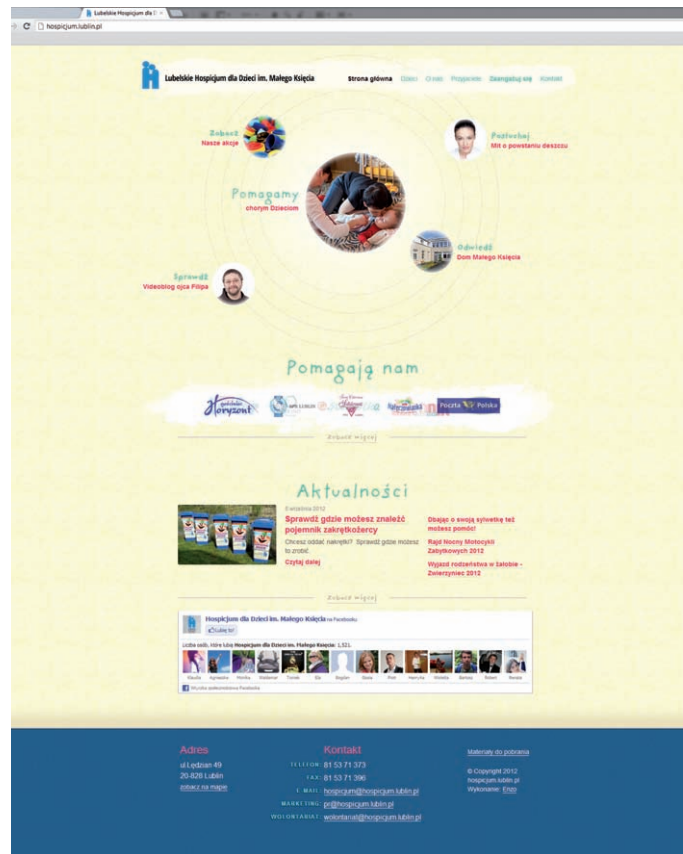 Lubelskie Hospicjum dla D
hospicjum.lublin.pl
Lubelskie Hospicjum dla Dzieci im. Małego Księcia
Strona główna Dzieci O nas Przyjaciele Zaangażuj się Kontakt
Zobacz
Nasze akcje
Posłuchaj
Mit o powstaniu deszczu
Pomagamy
chorym Dzieciom
Odwiedź
Dom Małego Księcia
Sprawdź
Videoblog ojca Filipa
Pomagają nam
Horyzont
Poczta Polska
Zobacz więcej
Aktualności
5 września 2012
Sprawdź gdzie możesz znaleźć
pojemnik zakrętkożercy
Chcesz oddać nakrętki? Sprawdź gdzie możesz
to zrobić.
Czytaj dalej
Dbając o swoją sylwetkę też
możesz pomóc!
Rajd Nocny Motocykli
Zabytkowych 2012
Wyjazd rodzeństwa w żałobie -
Zwierzyniec 2012
Zobacz więcej
Hospicjum dla Dzieci im. Małego Księcia na Facebooku
Lubię to!
Liczba osób, które lubią Hospicjum dla Dzieci im. Małego Księcia: 1,321.
Klaudia Agnieszka Monika Waldemar Tomek Ela Bogdan Diana Piotr Henryka Wioletta Bartosz Robert Renata
Wtyczka społecznościowa Facebooka
Adres
ul.Lędzian 49
20-828 Lublin
zobacz na mapie
Kontakt
TELEFON: 81 53 71 373
FAX: 81 53 71 396
E-MAIL: hospicjum@hospicjum.lublin.pl
MARKETING: pr@hospicjum.lublin.pl
WOLONTARIAT: wolontariat@hospicjum.lublin.pl
Materiały do pobrania
© Copyright 2012
hospicjum.lublin.pl
Wykonanie: Enzo